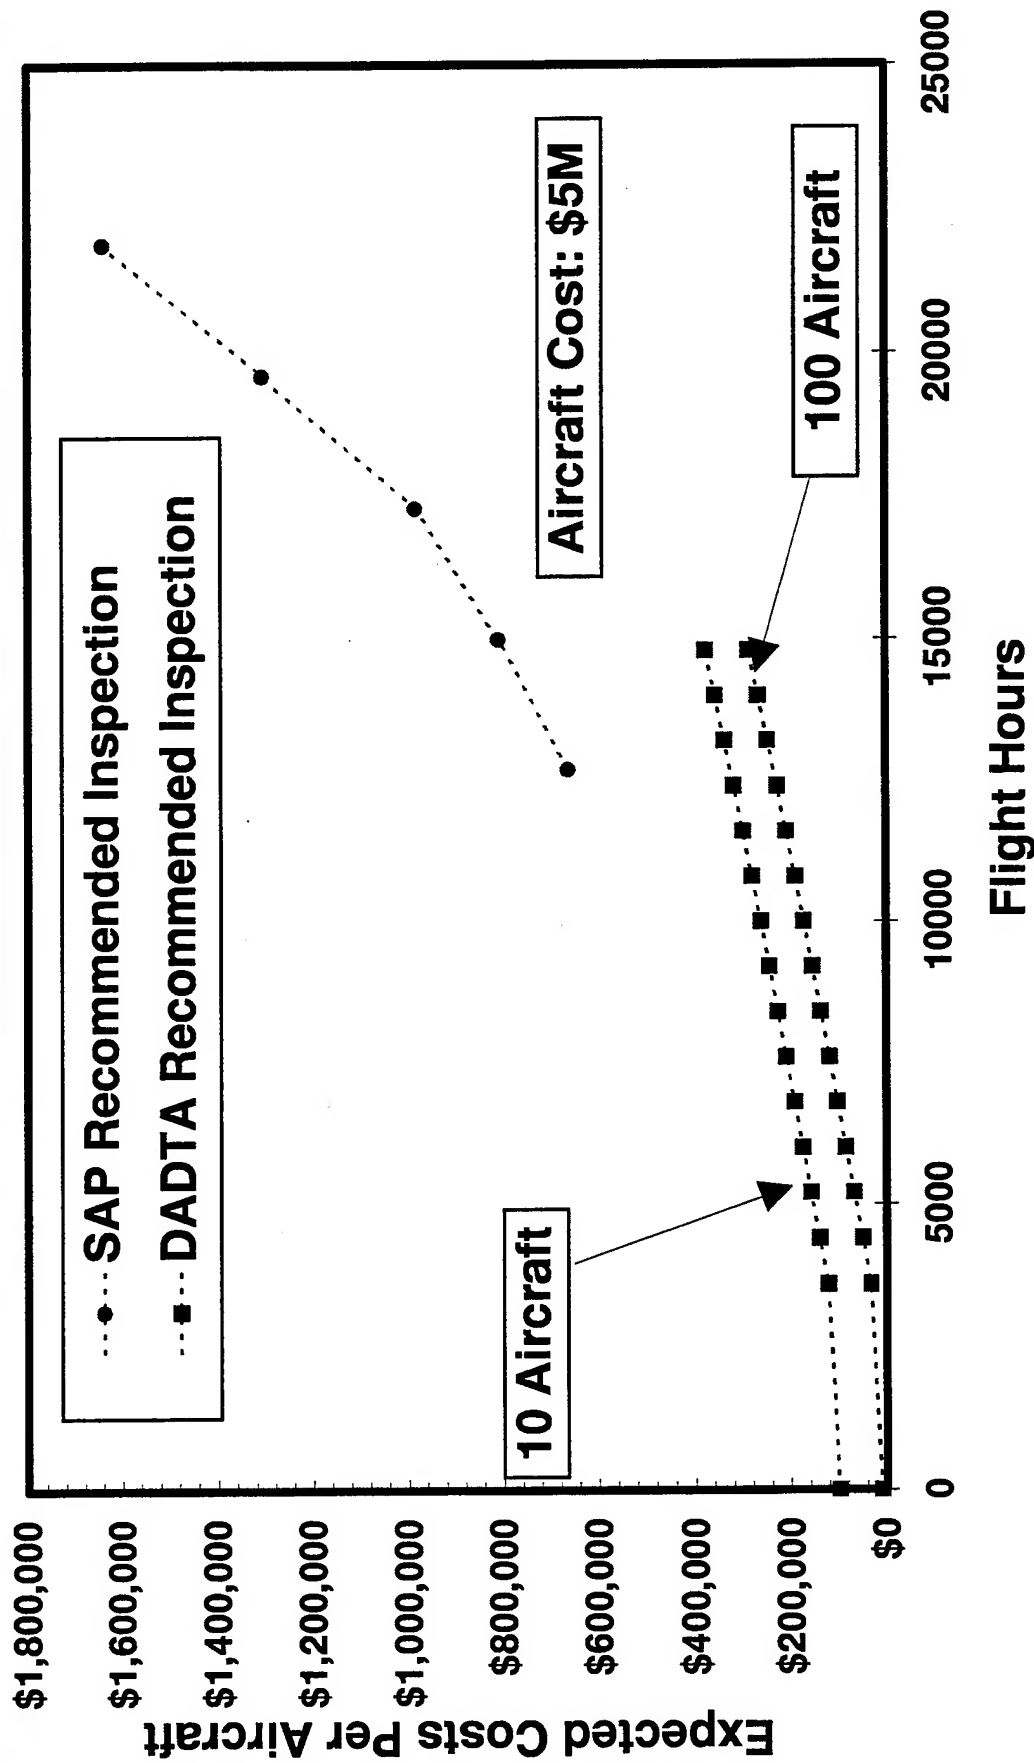 $1,800,000
$1,600,000
$1,400,000
$1,200,000
$1,000,000
$800,000
$600,000
$400,000
$200,000
$0
Expected Costs Per Aircraft
SAP Recommended Inspection
DADTA Recommended Inspection
10 Aircraft
Aircraft Cost: $5M
100 Aircraft
0
5000
10000
15000
20000
25000
Flight Hours